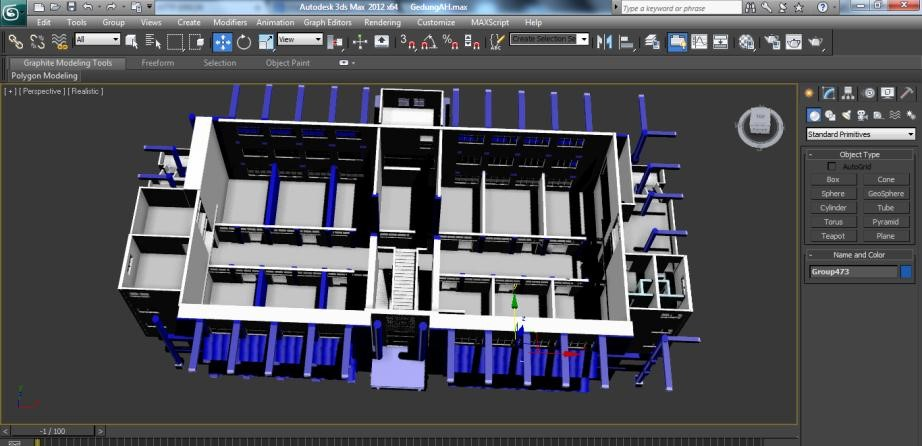 Autodesk 3ds Max 2012 x64 GedungAH.max
Type a keyword or phrase
Edit Tools Group Views Create Modifiers Animation Graph Editors Rendering Customize MAXScript Help
All View Create Selection Se
Graphite Modeling Tools Freeform Selection Object Paint
Polygon Modeling
[ + ] [ Perspective ] [ Realistic ]
TOP
Standard Primitives
- Object Type
AutoGrid
Box Cone
Sphere GeoSphere
Cylinder Tube
Torus Pyramid
Teapot Plane
- Name and Color
Group473
z
y
x
< -1 / 100 >